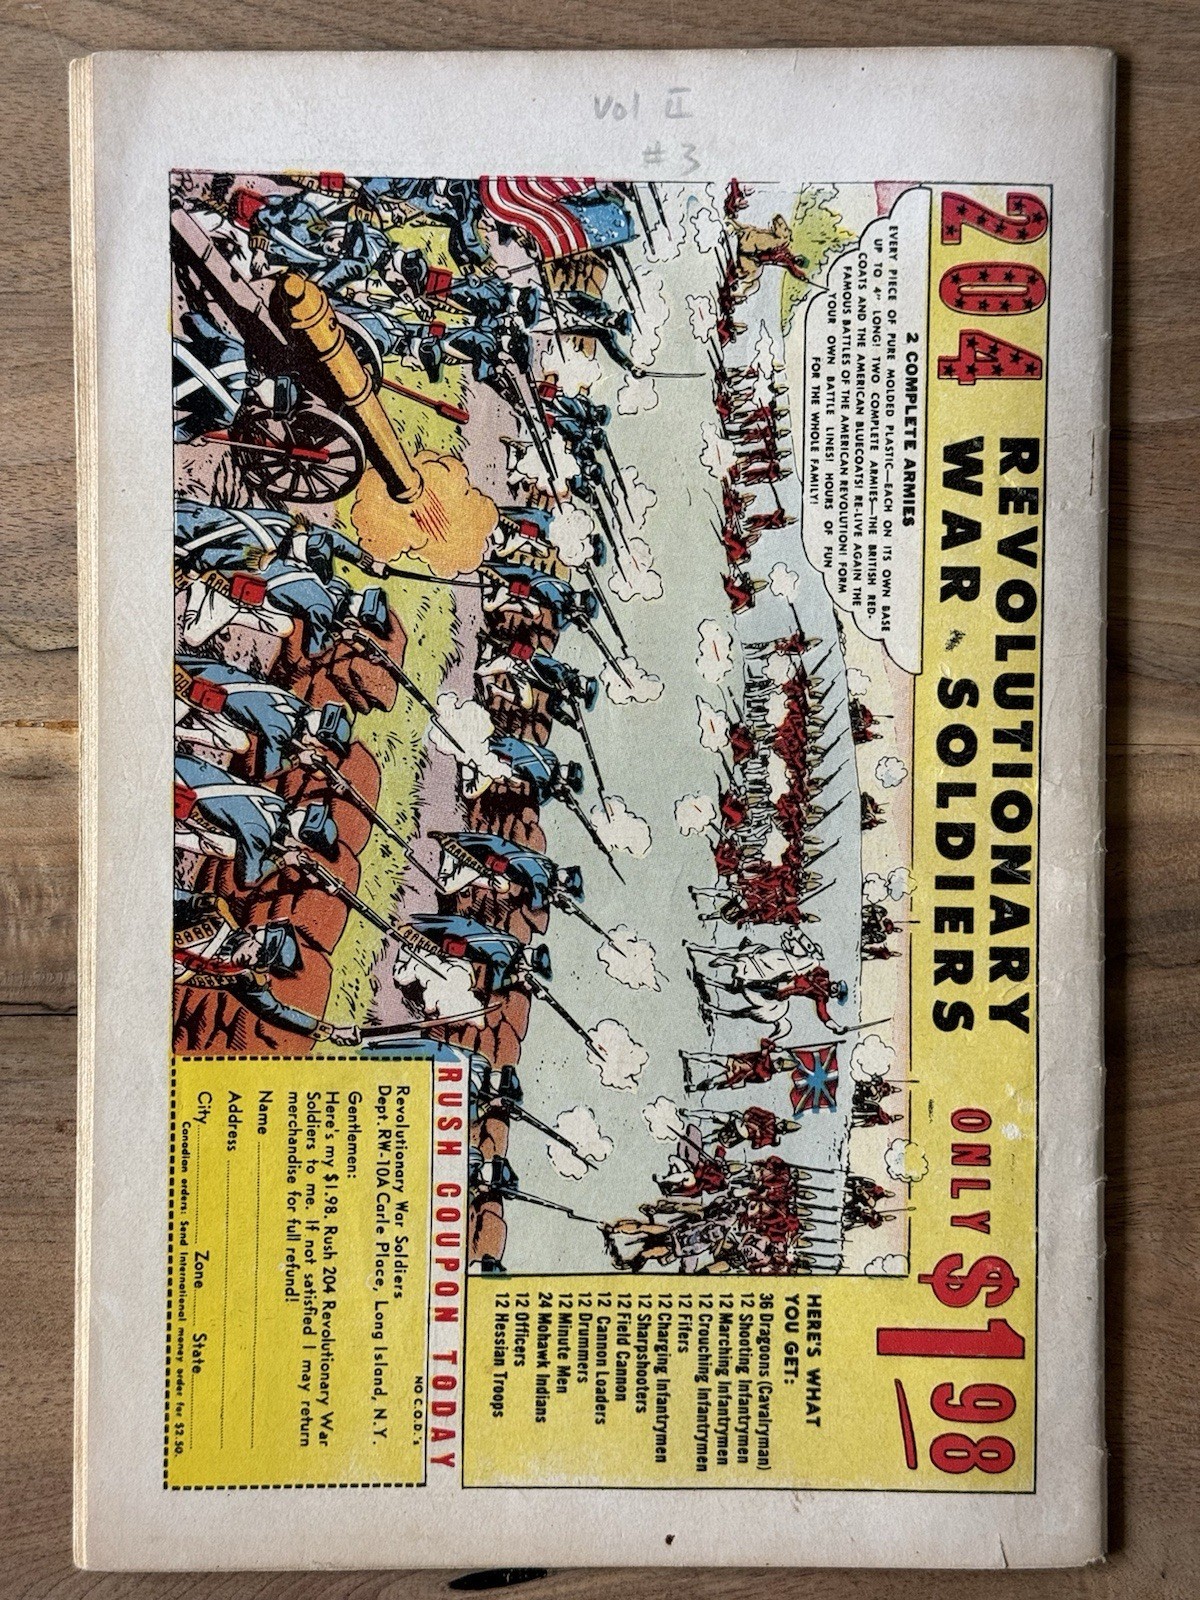 Vol II
#3
204 REVOLUTIONARY
WAR SOLDIERS
ONLY $1 98
2 COMPLETE ARMIES
EVERY PIECE OF PURE MOLDED PLASTIC—EACH ON ITS OWN BASE
UP TO 4" LONG! TWO COMPLETE ARMIES—THE BRITISH RED-
COATS AND THE AMERICAN BLUECOATS! RE-LIVE AGAIN THE
FAMOUS BATTLES OF THE AMERICAN REVOLUTION! FORM
YOUR OWN BATTLE LINES! HOURS OF FUN
FOR THE WHOLE FAMILY!
HERE'S WHAT
YOU GET:
36 Dragoons (Cavalryman)
12 Shooting Infantrymen
12 Marching Infantrymen
12 Crouching Infantrymen
12 Fifers
12 Charging Infantrymen
12 Sharpshooters
12 Field Cannon
12 Cannon Loaders
12 Drummers
12 Minute Men
24 Mohawk Indians
12 Officers
12 Hessian Troops
RUSH COUPON TODAY
NO C.O.D.'s
Revolutionary War Soldiers
Dept. RW-10A Carle Place, Long Island, N.Y.
Gentlemen:
Here's my $1.98. Rush 204 Revolutionary War
Soldiers to me. If not satisfied I may return
merchandise for full refund!
Name
Address
City Zone State
Canadian orders: Send International money order for $2.50.